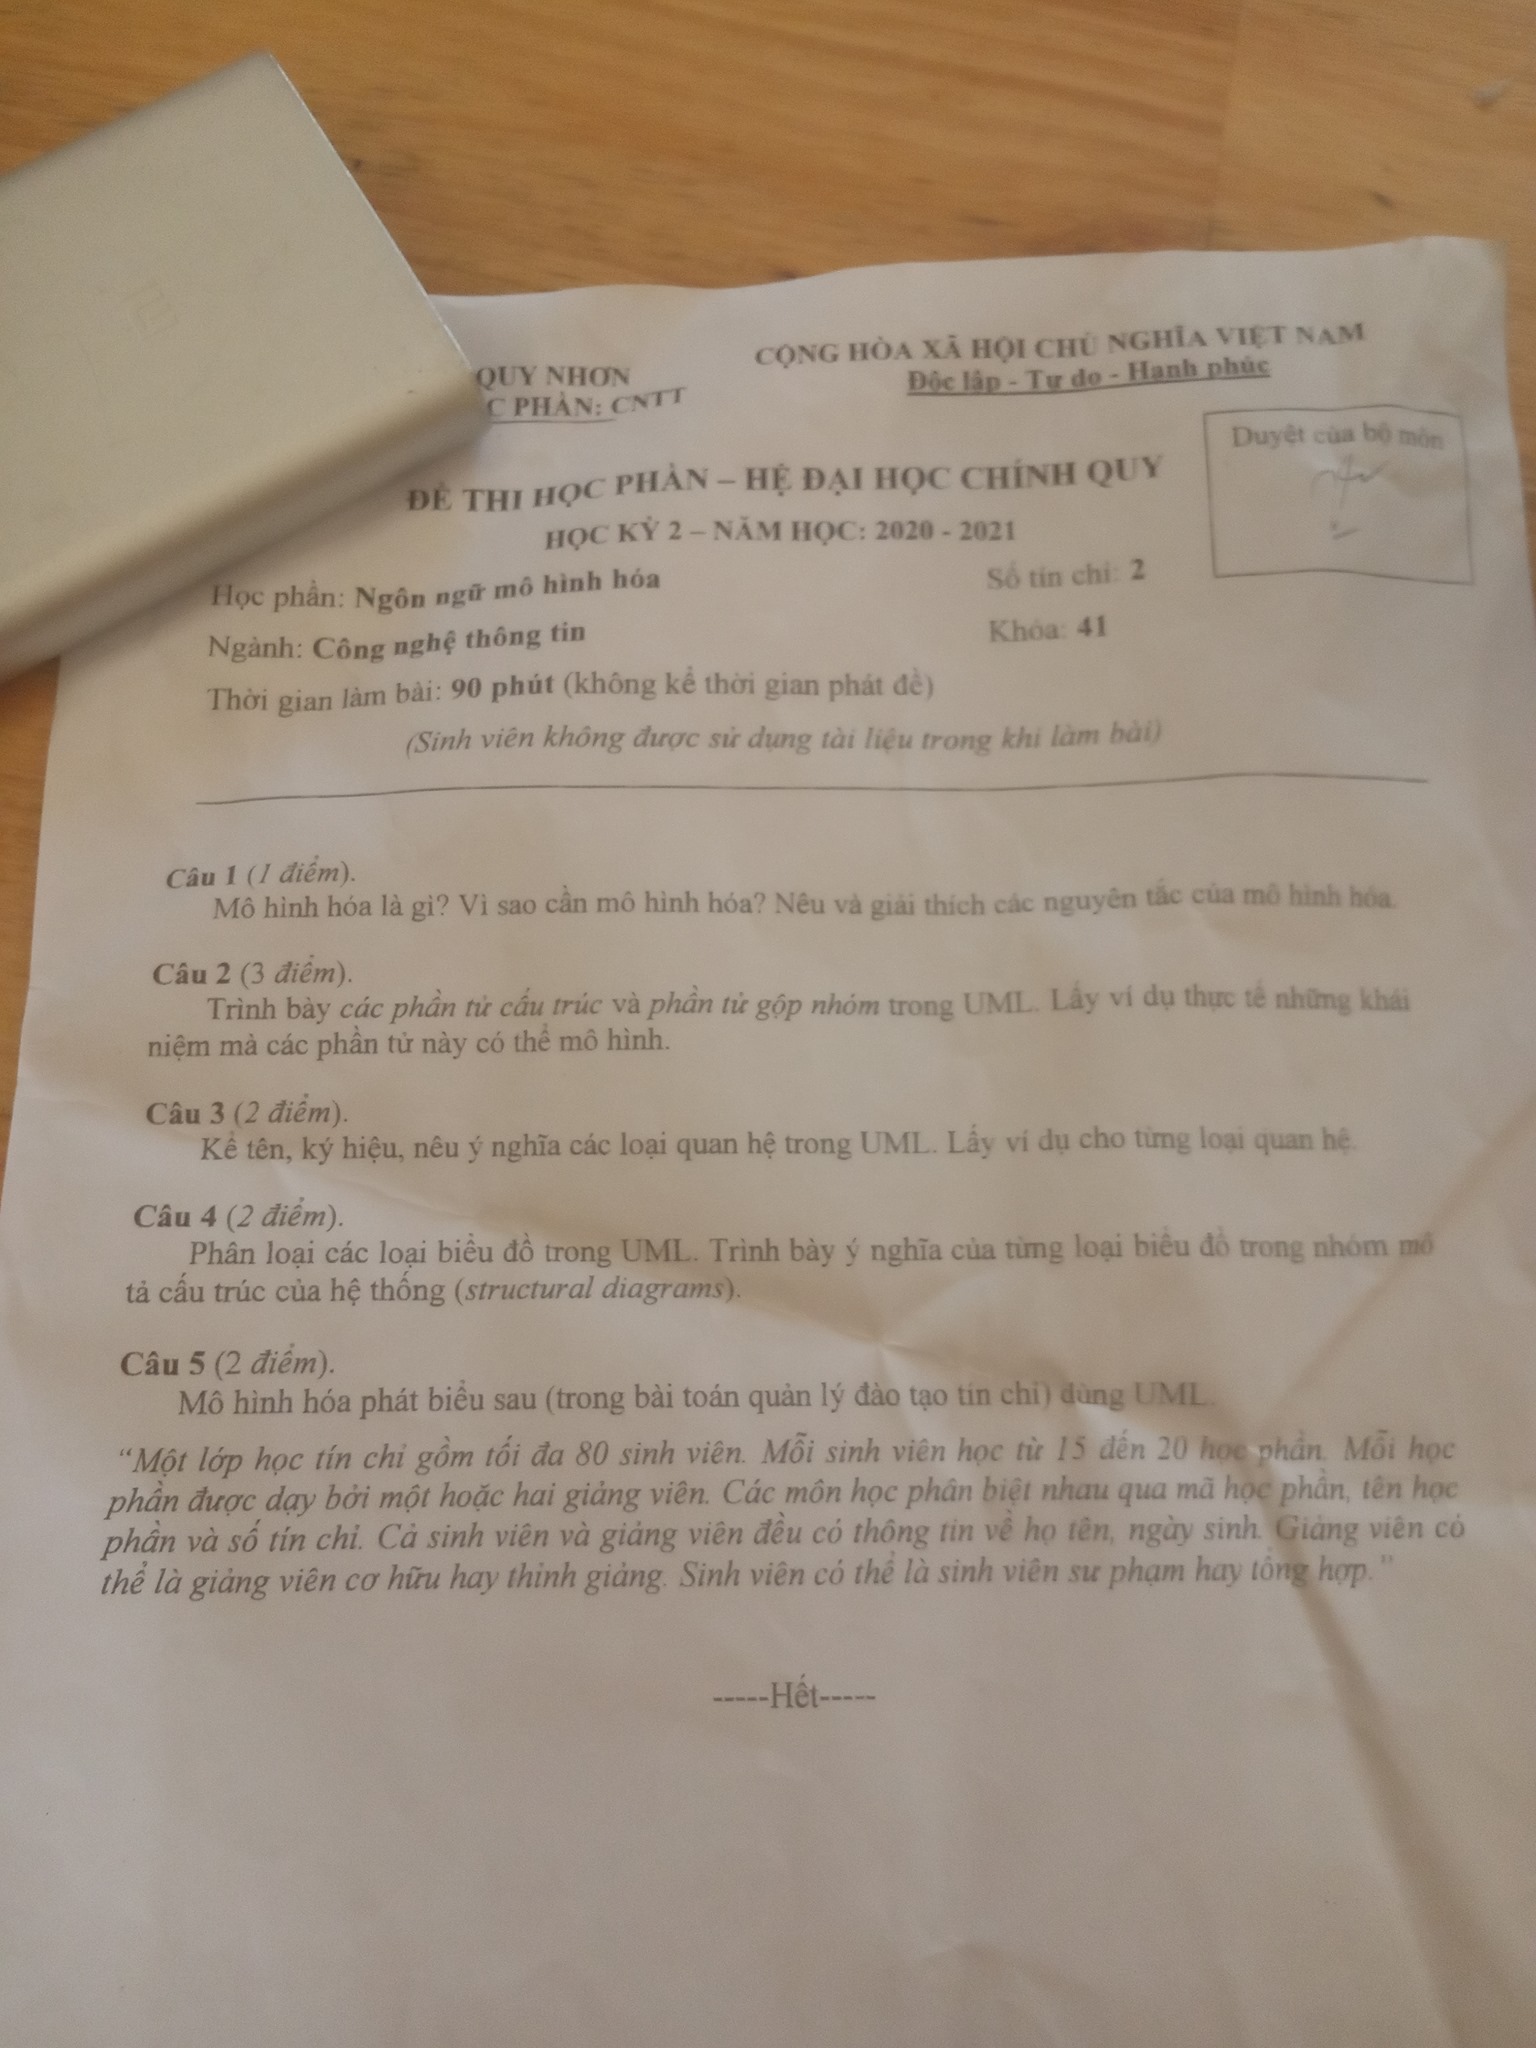 QUY NHƠN
CỘNG HÒA XÃ HỘI CHỦ NGHĨA VIỆT NAM
C PHẦN: CNTT
Độc lập - Tự do - Hạnh phúc
Duyệt của bộ môn
ĐỀ THI HỌC PHẦN – HỆ ĐẠI HỌC CHÍNH QUY
HỌC KỲ 2 – NĂM HỌC: 2020 - 2021
Học phần: Ngôn ngữ mô hình hóa Số tín chỉ: 2
Ngành: Công nghệ thông tin Khóa: 41
Thời gian làm bài: 90 phút (không kể thời gian phát đề)
(Sinh viên không được sử dụng tài liệu trong khi làm bài)
Câu 1 (1 điểm).
Mô hình hóa là gì? Vì sao cần mô hình hóa? Nêu và giải thích các nguyên tắc của mô hình hóa.
Câu 2 (3 điểm).
Trình bày các phần tử cấu trúc và phần tử gộp nhóm trong UML. Lấy ví dụ thực tế những khái
niệm mà các phần tử này có thể mô hình.
Câu 3 (2 điểm).
Kể tên, ký hiệu, nêu ý nghĩa các loại quan hệ trong UML. Lấy ví dụ cho từng loại quan hệ.
Câu 4 (2 điểm).
Phân loại các loại biểu đồ trong UML. Trình bày ý nghĩa của từng loại biểu đồ trong nhóm mô
tả cấu trúc của hệ thống (structural diagrams).
Câu 5 (2 điểm).
Mô hình hóa phát biểu sau (trong bài toán quản lý đào tạo tín chỉ) dùng UML.
“Một lớp học tín chỉ gồm tối đa 80 sinh viên. Mỗi sinh viên học từ 15 đến 20 học phần. Mỗi học
phần được dạy bởi một hoặc hai giảng viên. Các môn học phân biệt nhau qua mã học phần, tên học
phần và số tín chỉ. Cả sinh viên và giảng viên đều có thông tin về họ tên, ngày sinh. Giảng viên có
thể là giảng viên cơ hữu hay thỉnh giảng. Sinh viên có thể là sinh viên sư phạm hay tổng hợp.”
-----Hết-----